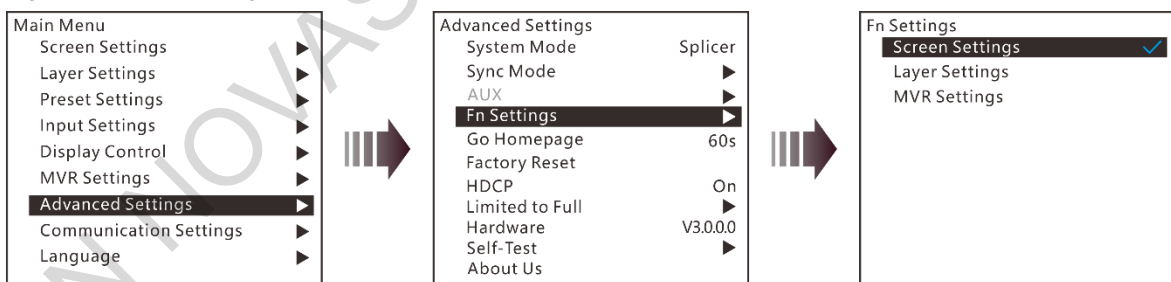 Main Menu
Screen Settings
Layer Settings
Preset Settings
Input Settings
Display Control
MVR Settings
Advanced Settings
Communication Settings
Language
Advanced Settings
System Mode Splicer
Sync Mode
AUX
Fn Settings
Go Homepage 60s
Factory Reset
HDCP On
Limited to Full
Hardware V3.0.0.0
Self-Test
About Us
Fn Settings
Screen Settings
Layer Settings
MVR Settings